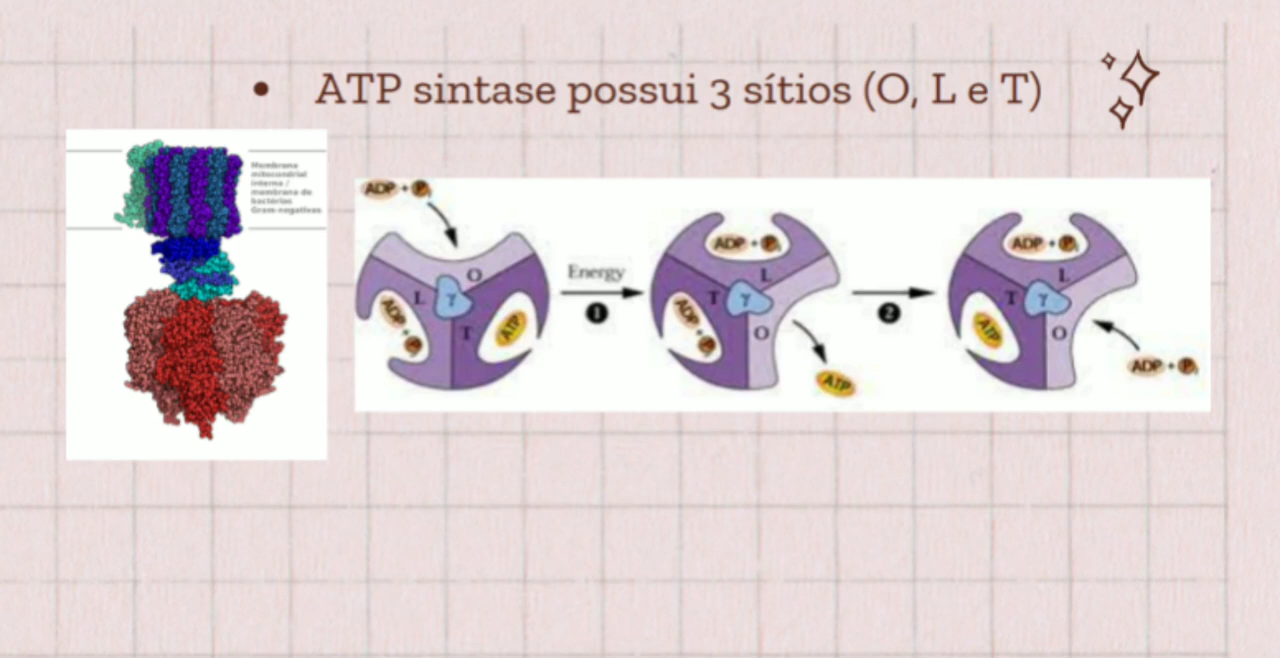 • ATP sintase possui 3 sítios (O, L e T)
Membrana
mitocondrial
interna /
membrana de
bactérias
Gram-negativas
ADP + Pi
O
L
γ
T
ADP + Pi
ATP
Energy
1
ADP + Pi
L
T
γ
O
ADP + Pi
ATP
2
ADP + Pi
L
T
γ
O
ATP
ADP + Pi